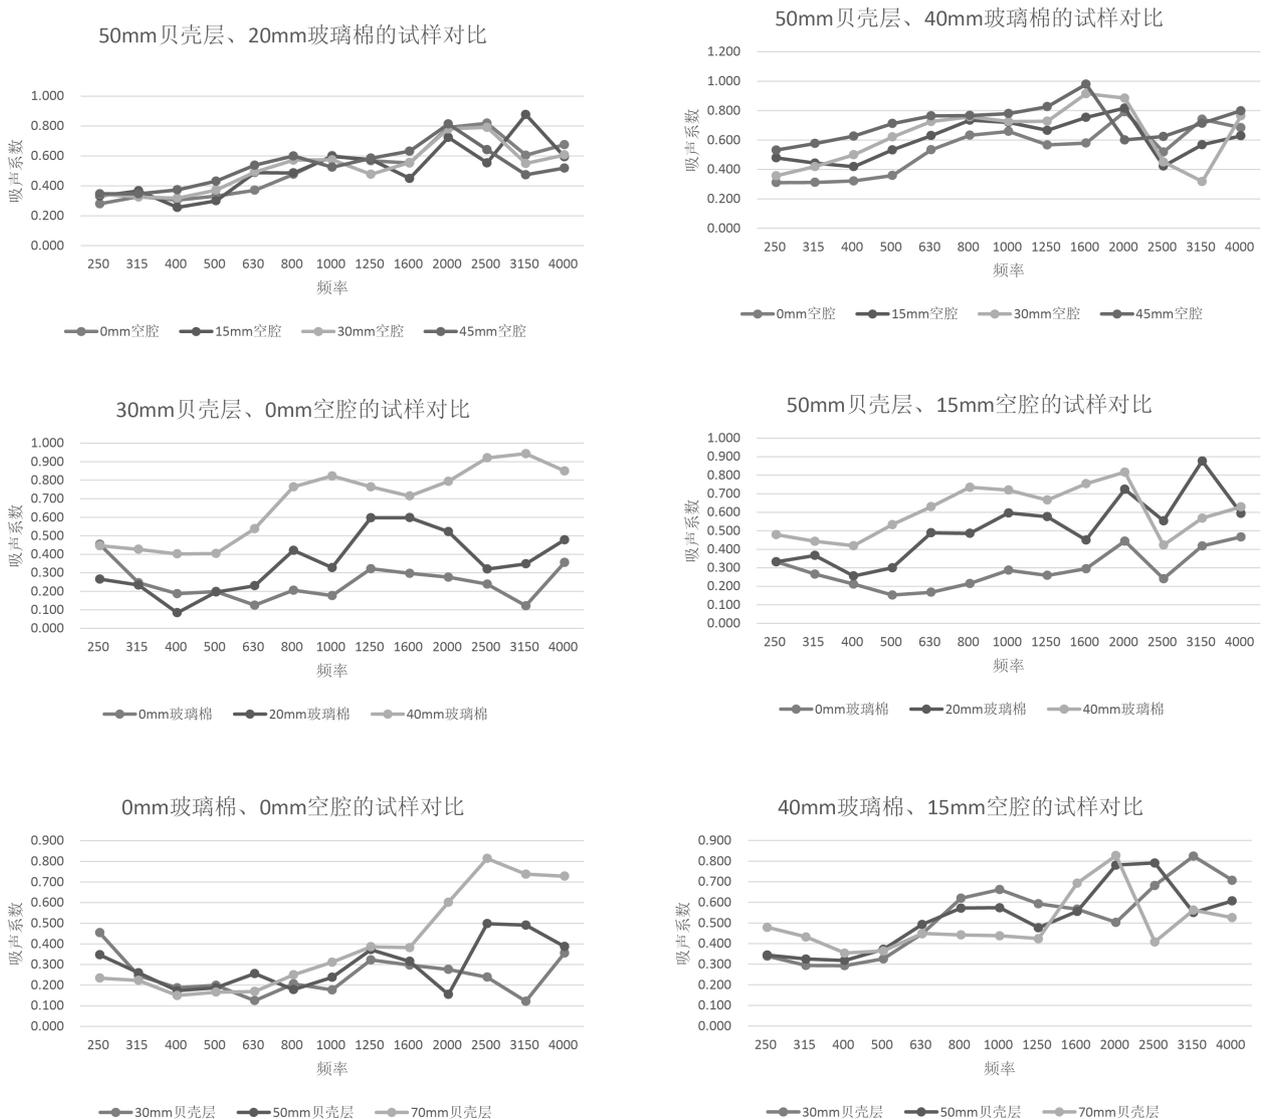 50mm贝壳层、20mm玻璃棉的试样对比
1.000
0.800
0.600
0.400
0.200
0.000
吸声系数
250 315 400 500 630 800 1000 1250 1600 2000 2500 3150 4000
频率
0mm空腔 15mm空腔 30mm空腔 45mm空腔
50mm贝壳层、40mm玻璃棉的试样对比
1.200
1.000
0.800
0.600
0.400
0.200
0.000
吸声系数
250 315 400 500 630 800 1000 1250 1600 2000 2500 3150 4000
频率
0mm空腔 15mm空腔 30mm空腔 45mm空腔
30mm贝壳层、0mm空腔的试样对比
1.000
0.900
0.800
0.700
0.600
0.500
0.400
0.300
0.200
0.100
0.000
吸声系数
250 315 400 500 630 800 1000 1250 1600 2000 2500 3150 4000
频率
0mm玻璃棉 20mm玻璃棉 40mm玻璃棉
50mm贝壳层、15mm空腔的试样对比
1.000
0.900
0.800
0.700
0.600
0.500
0.400
0.300
0.200
0.100
0.000
吸声系数
250 315 400 500 630 800 1000 1250 1600 2000 2500 3150 4000
频率
0mm玻璃棉 20mm玻璃棉 40mm玻璃棉
0mm玻璃棉、0mm空腔的试样对比
0.900
0.800
0.700
0.600
0.500
0.400
0.300
0.200
0.100
0.000
吸声系数
250 315 400 500 630 800 1000 1250 1600 2000 2500 3150 4000
频率
30mm贝壳层 50mm贝壳层 70mm贝壳层
40mm玻璃棉、15mm空腔的试样对比
0.900
0.800
0.700
0.600
0.500
0.400
0.300
0.200
0.100
0.000
吸声系数
250 315 400 500 630 800 1000 1250 1600 2000 2500 3150 4000
频率
30mm贝壳层 50mm贝壳层 70mm贝壳层